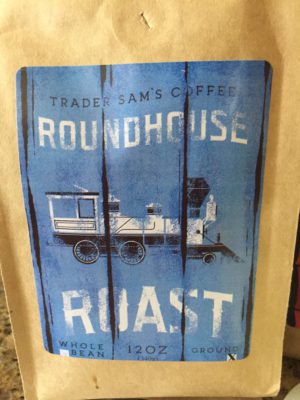 TRADER SAM'S COFFEE
ROUNDHOUSE
ROAST
WHOLE BEAN 12OZ GROUND